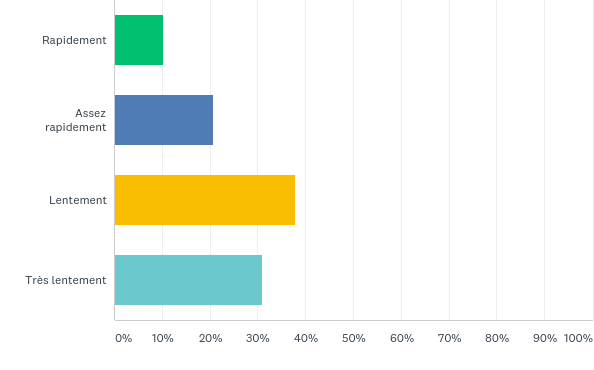 Rapidement
Assez
rapidement
Lentement
Très lentement
0% 10% 20% 30% 40% 50% 60% 70% 80% 90% 100%